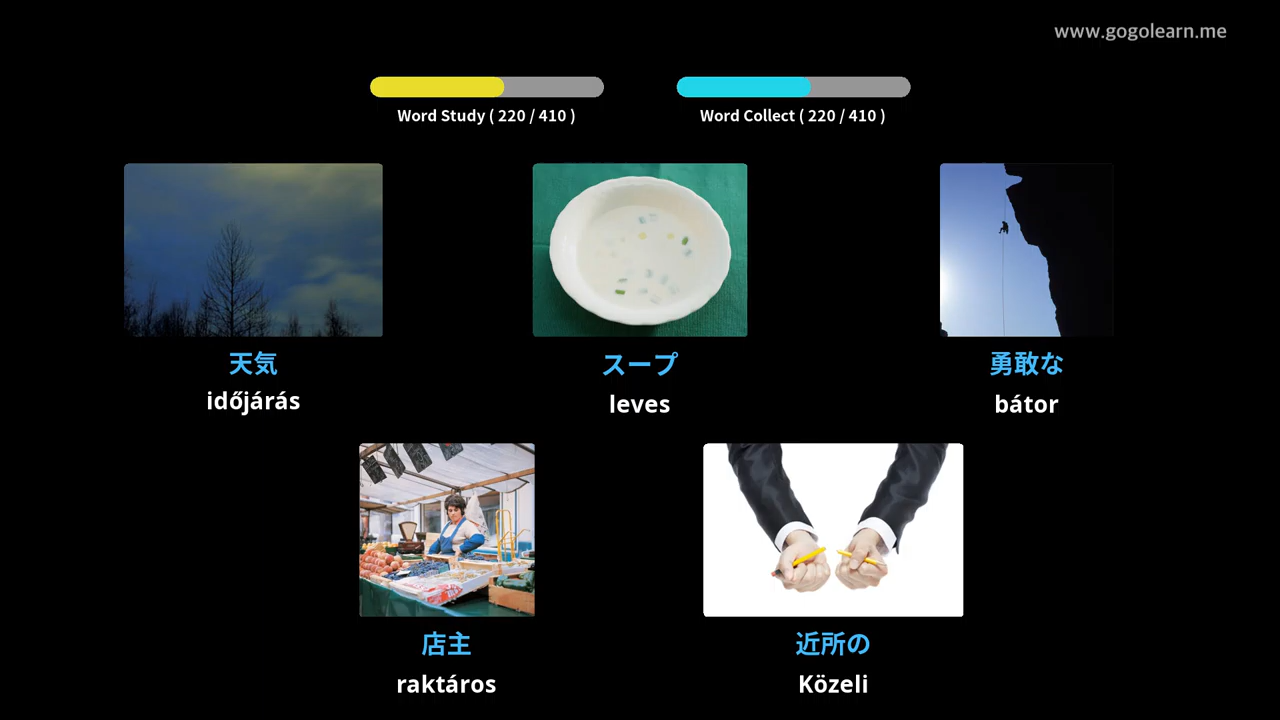 www.gogolearn.me
Word Study ( 220 / 410 )
Word Collect ( 220 / 410 )
天気
időjárás
スープ
leves
勇敢な
bátor
店主
raktáros
近所の
Közeli